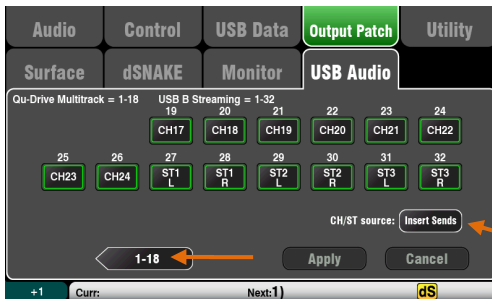 Audio Control USB Data Output Patch Utility
Surface dSNAKE Monitor USB Audio
Qu-Drive Multitrack = 1-18 USB B Streaming = 1-32
19 20 21 22 23 24
CH17 CH18 CH19 CH20 CH21 CH22
25 26 27 28 29 30 31 32
CH23 CH24 ST1 L ST1 R ST2 L ST2 R ST3 L ST3 R
CH/ST source: Insert Sends
1-18 Apply Cancel
+1 Curr: Next:1) dS